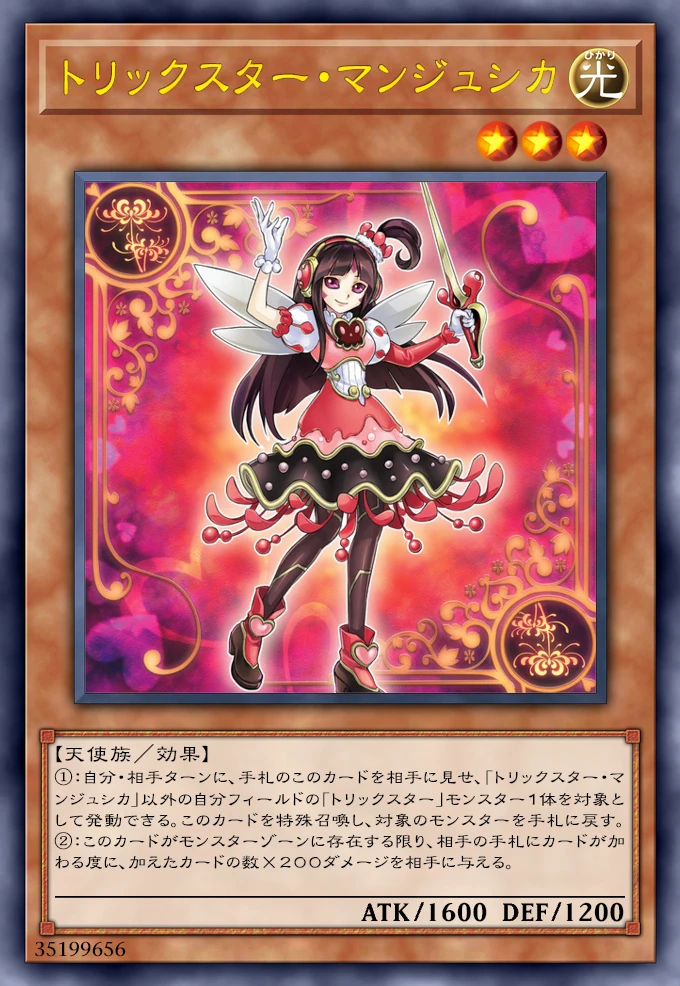 トリックスター・マンジュシカ
ひかり
光
【天使族／効果】
①：自分・相手ターンに、手札のこのカードを相手に見せ、「トリックスター・マ
ンジュシカ」以外の自分フィールドの「トリックスター」モンスター１体を対象と
して発動できる。このカードを特殊召喚し、対象のモンスターを手札に戻す。
②：このカードがモンスターゾーンに存在する限り、相手の手札にカードが加
わる度に、加えたカードの数×２００ダメージを相手に与える。
ATK/1600 DEF/1200
35199656